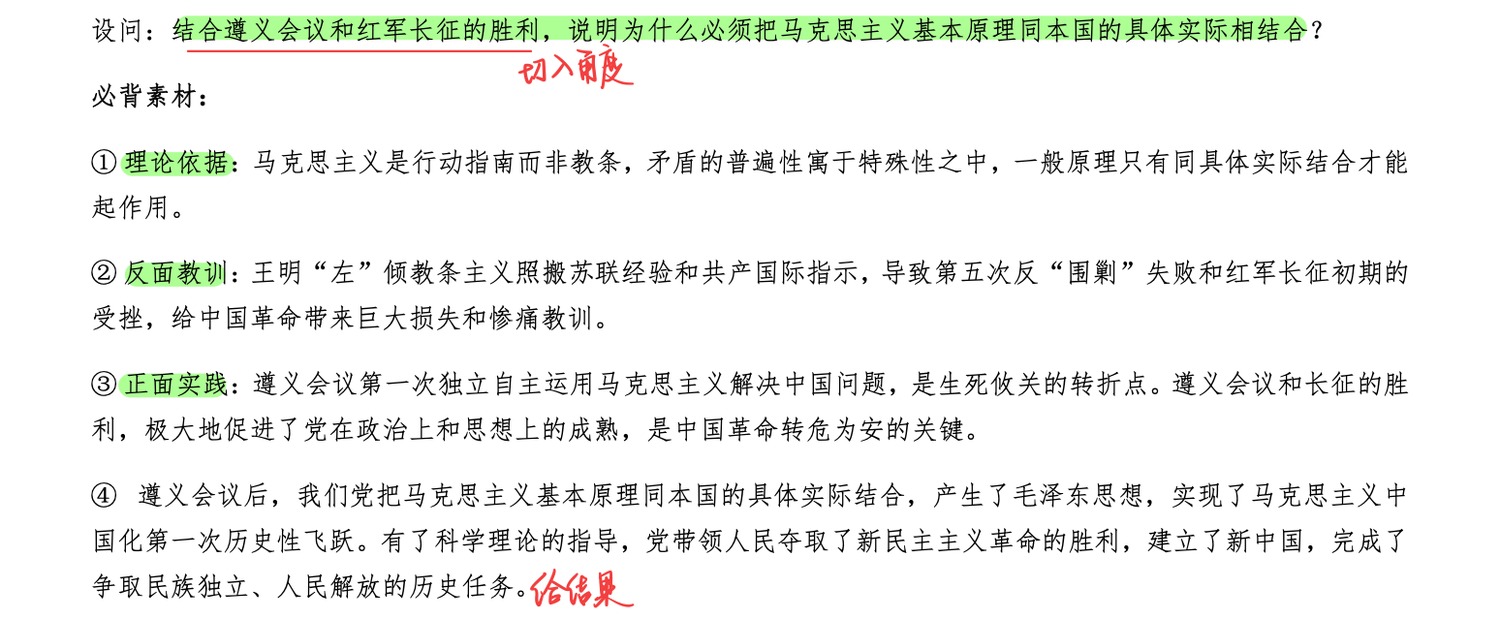 设问：结合遵义会议和红军长征的胜利，说明为什么必须把马克思主义基本原理同本国的具体实际相结合？
切入角度
必背素材：
① 理论依据：马克思主义是行动指南而非教条，矛盾的普遍性寓于特殊性之中，一般原理只有同具体实际结合才能
起作用。
② 反面教训：王明“左”倾教条主义照搬苏联经验和共产国际指示，导致第五次反“围剿”失败和红军长征初期的
受挫，给中国革命带来巨大损失和惨痛教训。
③ 正面实践：遵义会议第一次独立自主运用马克思主义解决中国问题，是生死攸关的转折点。遵义会议和长征的胜
利，极大地促进了党在政治上和思想上的成熟，是中国革命转危为安的关键。
④ 遵义会议后，我们党把马克思主义基本原理同本国的具体实际结合，产生了毛泽东思想，实现了马克思主义中
国化第一次历史性飞跃。有了科学理论的指导，党带领人民夺取了新民主主义革命的胜利，建立了新中国，完成了
争取民族独立、人民解放的历史任务。给结果